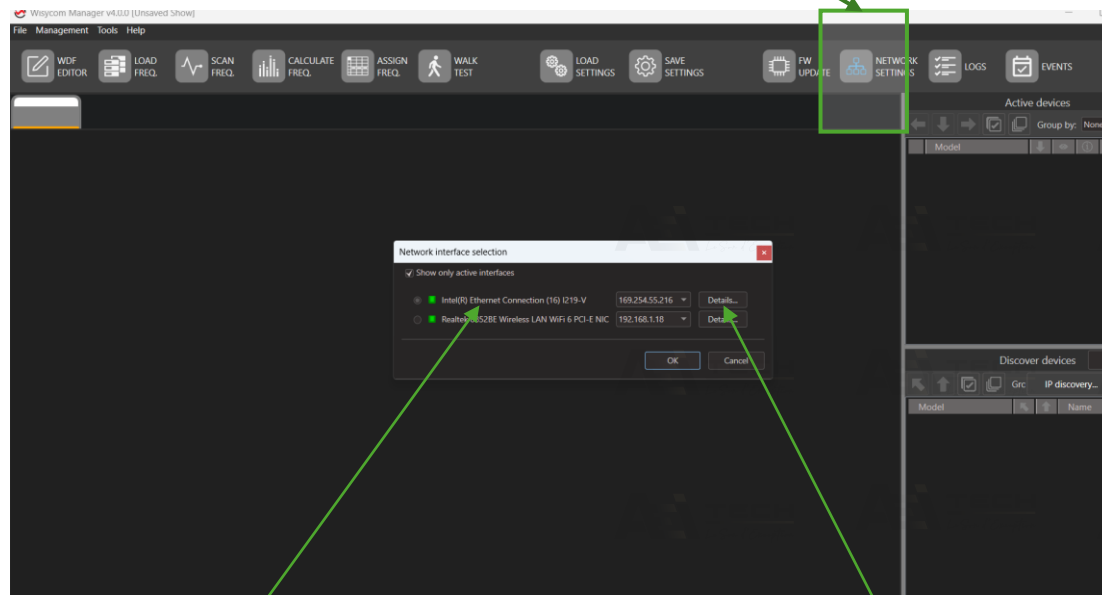 Wisycom Manager v4.0.0 [Unsaved Show]
File Management Tools Help
WDF EDITOR
LOAD FREQ.
SCAN FREQ.
CALCULATE FREQ.
ASSIGN FREQ.
WALK TEST
LOAD SETTINGS
SAVE SETTINGS
FW UPDATE
NETWORK SETTINGS
LOGS
EVENTS
Active devices
Group by: None
Model
Network interface selection
Show only active interfaces
Intel(R) Ethernet Connection (16) I219-V 169.254.55.216 Details...
Wireless LAN WiFi 6 PCI-E NIC 192.168.1.18
OK Cancel
Discover devices
Grc IP discovery...
Model Name